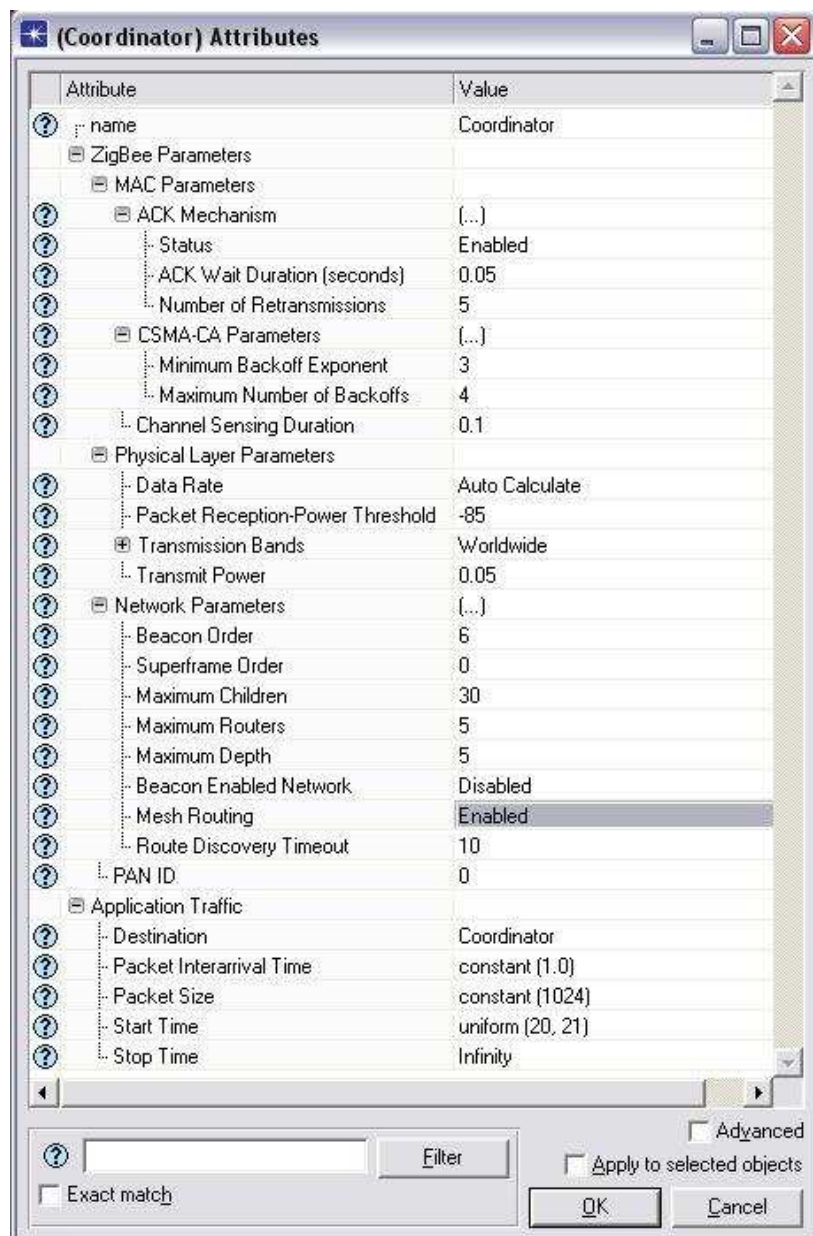 (Coordinator) Attributes
Attribute Value
name Coordinator
ZigBee Parameters
MAC Parameters
ACK Mechanism (...)
Status Enabled
ACK Wait Duration (seconds) 0.05
Number of Retransmissions 5
CSMA-CA Parameters (...)
Minimum Backoff Exponent 3
Maximum Number of Backoffs 4
Channel Sensing Duration 0.1
Physical Layer Parameters
Data Rate Auto Calculate
Packet Reception-Power Threshold -85
Transmission Bands Worldwide
Transmit Power 0.05
Network Parameters (...)
Beacon Order 6
Superframe Order 0
Maximum Children 30
Maximum Routers 5
Maximum Depth 5
Beacon Enabled Network Disabled
Mesh Routing Enabled
Route Discovery Timeout 10
PAN ID 0
Application Traffic
Destination Coordinator
Packet Interarrival Time constant (1.0)
Packet Size constant (1024)
Start Time uniform (20, 21)
Stop Time Infinity
Advanced
Filter
Apply to selected objects
Exact match
OK Cancel